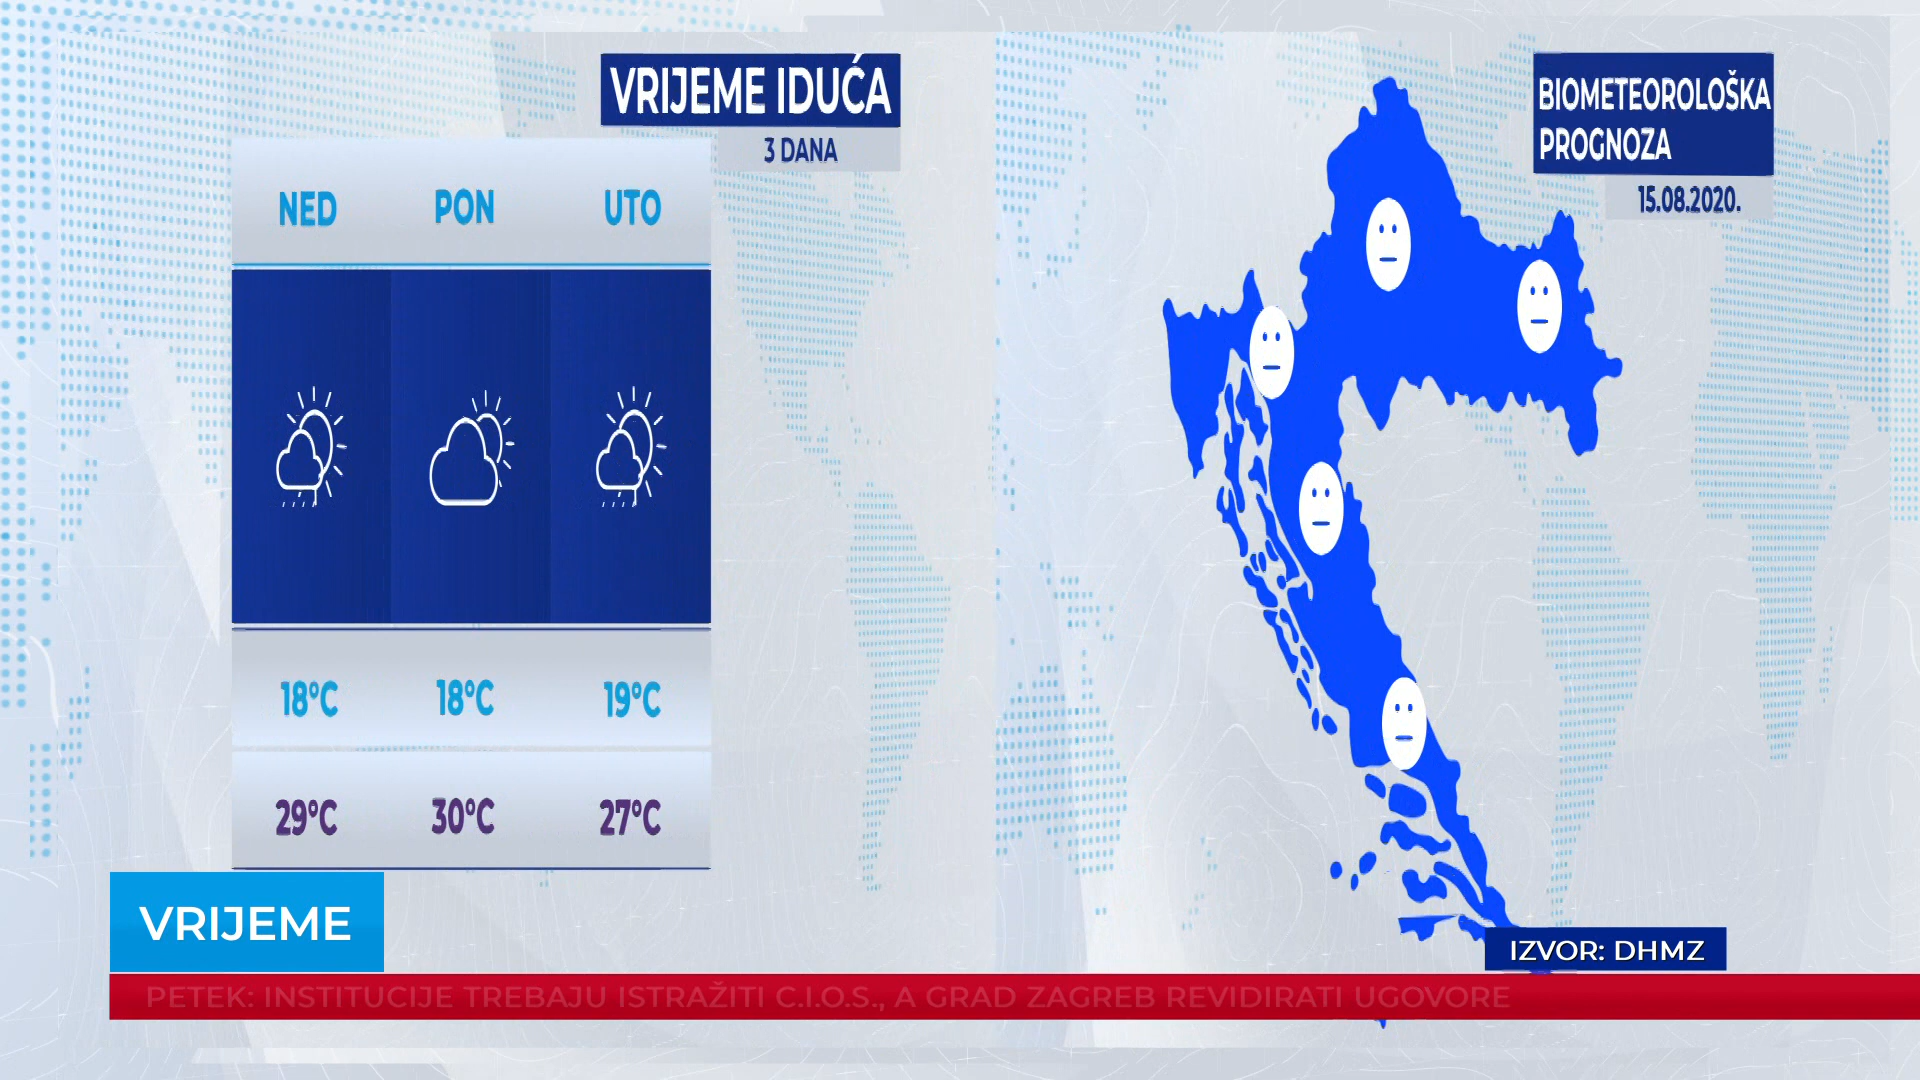 VRIJEME IDUĆA
3 DANA
NED PON UTO
18°C 18°C 19°C
29°C 30°C 27°C
BIOMETEOROLOŠKA
PROGNOZA
15.08.2020.
VRIJEME
IZVOR: DHMZ
PETEK: INSTITUCIJE TREBAJU ISTRAŽITI C.I.O.S., A GRAD ZAGREB REVIDIRATI UGOVORE